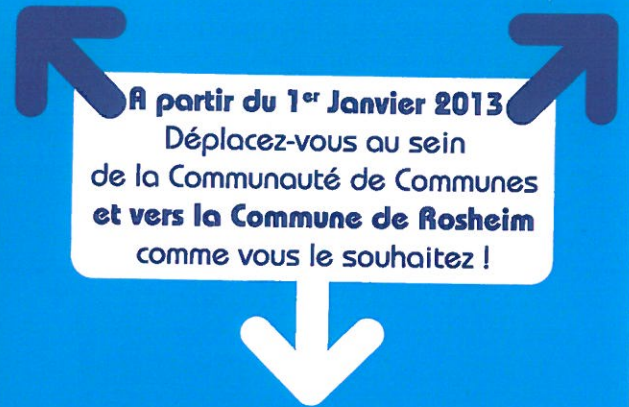 A partir du 1er Janvier 2013
Déplacez-vous au sein
de la Communauté de Communes
et vers la Commune de Rosheim
comme vous le souhaitez !